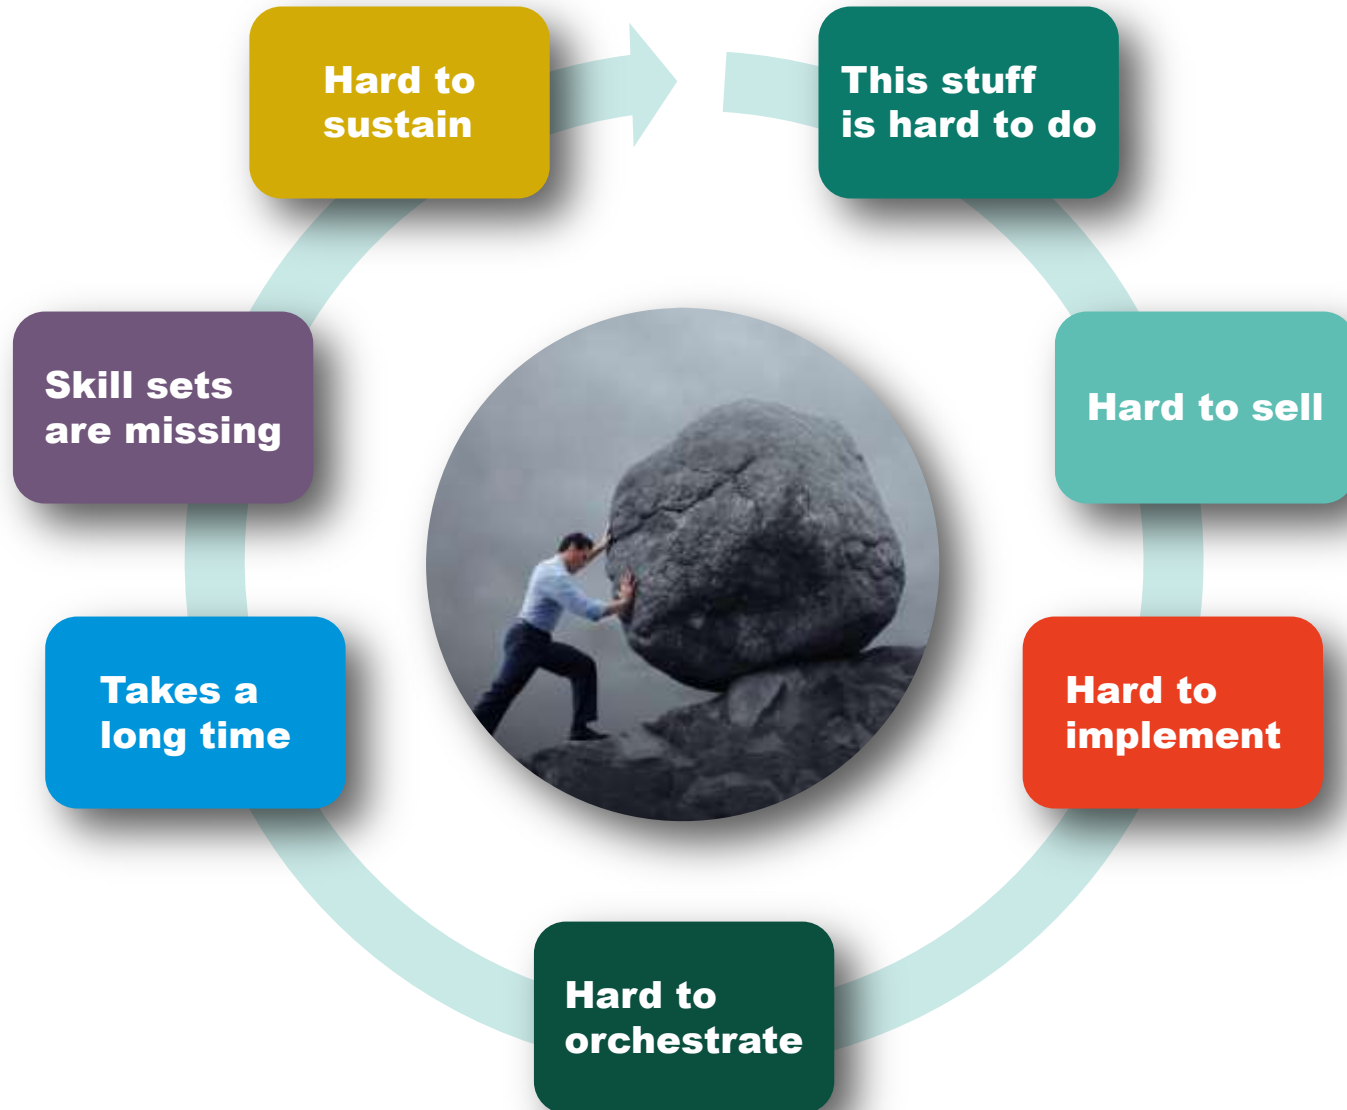 This stuff
is hard to do
Hard to sell
Hard to
implement
Hard to
orchestrate
Takes a
long time
Skill sets
are missing
Hard to
sustain